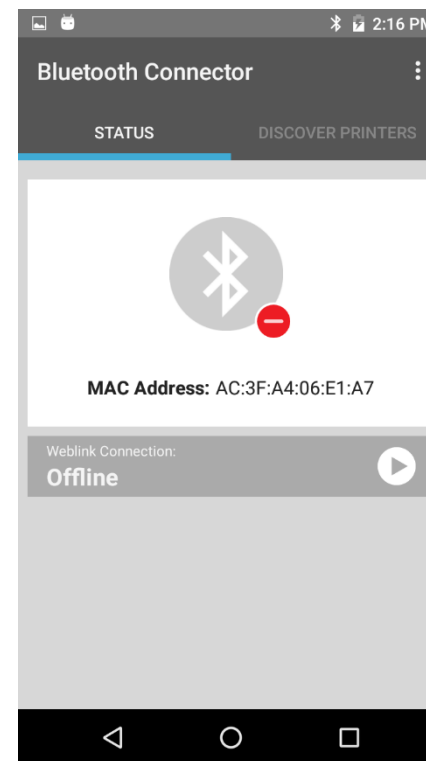 2:16 PM
Bluetooth Connector
STATUS
DISCOVER PRINTERS
MAC Address: AC:3F:A4:06:E1:A7
Weblink Connection:
Offline